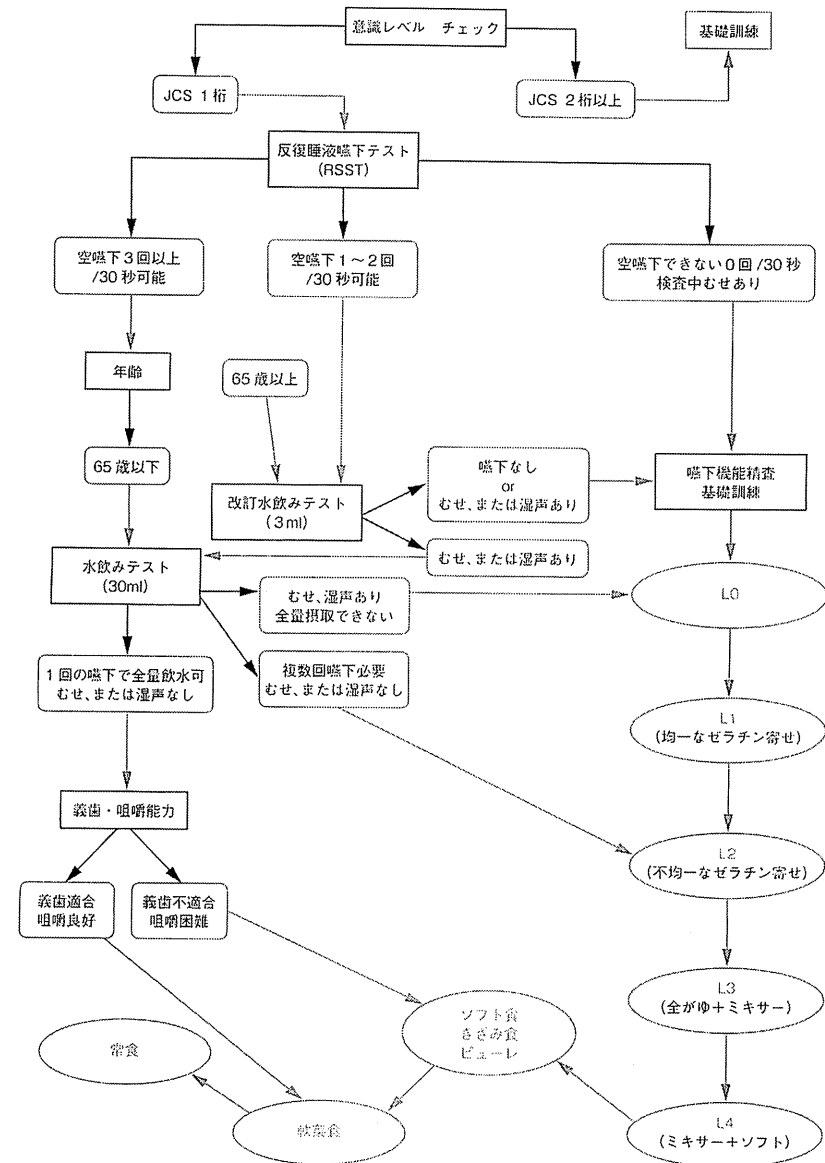 意識レベル チェック
基礎訓練
JCS 1桁
JCS 2桁以上
反復唾液嚥下テスト
(RSST)
空嚥下3回以上
/30秒可能
空嚥下1〜2回
/30秒可能
空嚥下できない0回/30秒
検査中むせあり
年齢
65歳以上
65歳以下
嚥下なし
or
むせ、または湿声あり
嚥下機能精査
基礎訓練
改訂水飲みテスト
(3ml)
むせ、または湿声あり
水飲みテスト
(30ml)
むせ、湿声あり
全量摂取できない
L0
1回の嚥下で全量飲水可
むせ、または湿声なし
複数回嚥下必要
むせ、または湿声なし
L1
(均一なゼラチン寄せ)
義歯・咀嚼能力
L2
(不均一なゼラチン寄せ)
義歯適合
咀嚼良好
義歯不適合
咀嚼困難
L3
(全がゆ+ミキサー)
ソフト食
きざみ食
ピューレ
常食
軟菜食
L4
(ミキサー+ソフト)